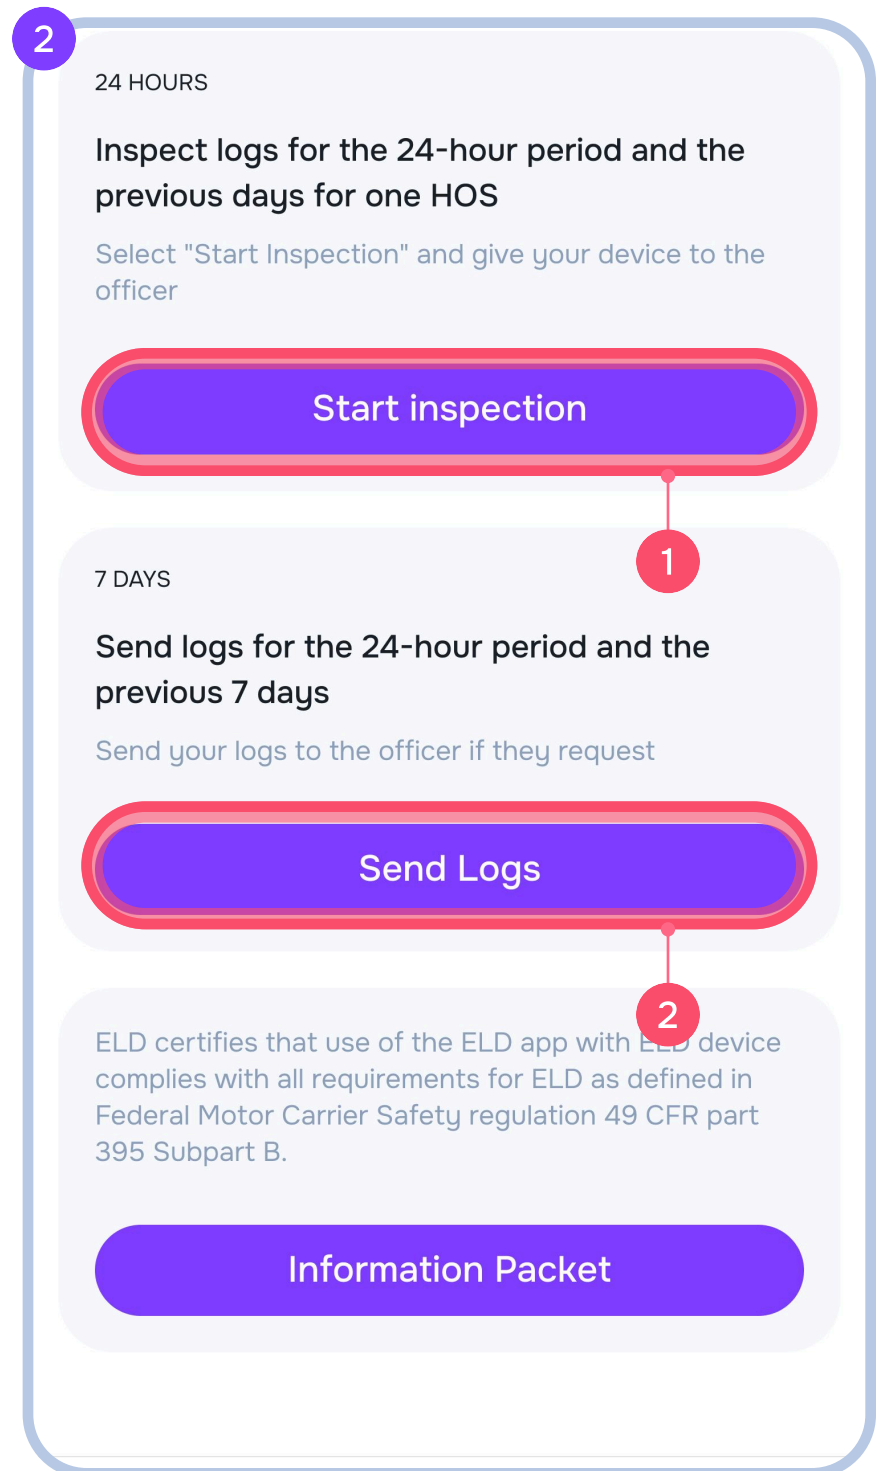 2
24 HOURS
Inspect logs for the 24-hour period and the
previous days for one HOS
Select "Start Inspection" and give your device to the
officer
Start inspection
1
7 DAYS
Send logs for the 24-hour period and the
previous 7 days
Send your logs to the officer if they request
Send Logs
2
ELD certifies that use of the ELD app with ELD device
complies with all requirements for ELD as defined in
Federal Motor Carrier Safety regulation 49 CFR part
395 Subpart B.
Information Packet